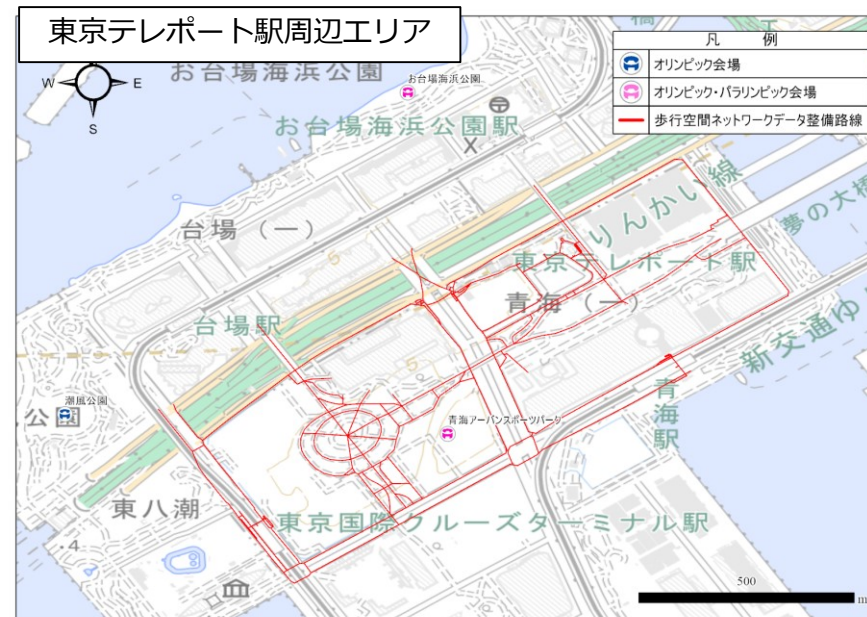 東京テレポート駅周辺エリア
凡 例
オリンピック会場
オリンピック・パラリンピック会場
歩行空間ネットワークデータ整備路線
W
E
S
お台場海浜公園
お台場海浜公園
お台場海浜公園駅
台場(一)
りんかい線
夢の大橋
東京テレポート駅
青海(一)
台場駅
5
5
新交通ゆ
潮風公園
公園
青海アーバンスポーツパーク
青海駅
東八潮
東京国際クルーズターミナル駅
・4
500
m